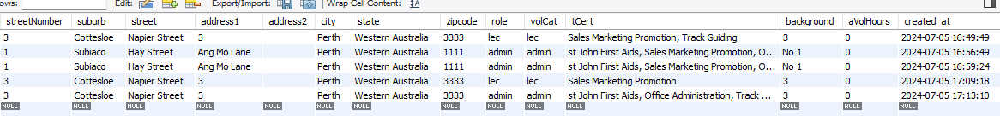 ows: Edit: Export/Import: Wrap Cell Content: IA
streetNumber suburb street address1 address2 city state zipcode role volCat tCert background aVolHours created_at
3 Cottesloe Napier Street 3 Perth Western Australia 3333 lec lec Sales Marketing Promotion, Track Guiding 3 0 2024-07-05 16:49:49
1 Subiaco Hay Street Ang Mo Lane Perth Western Australia 1111 admin admin st John First Aids, Sales Marketing Promotion, O... No 1 0 2024-07-05 16:56:49
1 Subiaco Hay Street Ang Mo Lane Perth Western Australia 1111 admin admin st John First Aids, Sales Marketing Promotion, O... No 1 0 2024-07-05 16:59:24
3 Cottesloe Napier Street 3 Perth Western Australia 3333 lec lec Sales Marketing Promotion 3 0 2024-07-05 17:09:18
3 Cottesloe Napier Street 3 Perth Western Australia 3333 admin admin st John First Aids, Office Administration, Track ... 3 0 2024-07-05 17:13:10
NULL NULL NULL NULL NULL NULL NULL NULL NULL NULL NULL NULL NULL NULL